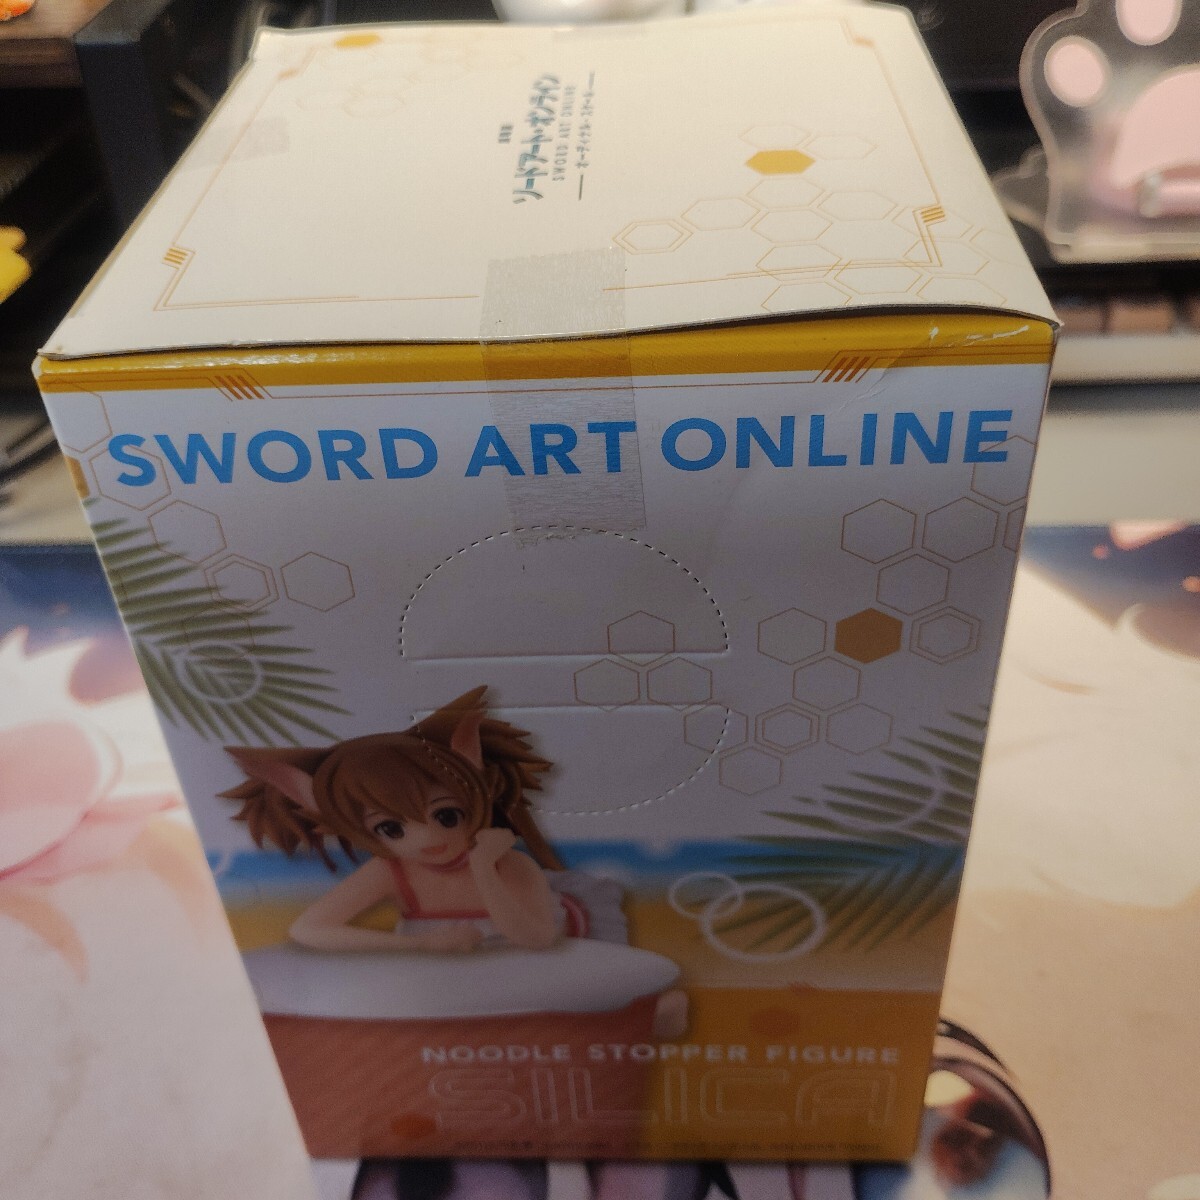 劇場版
ソードアート・オンライン
SWORD ART ONLINE
オーディナル・スケール
SWORD ART ONLINE
NOODLE STOPPER FIGURE
SILICA